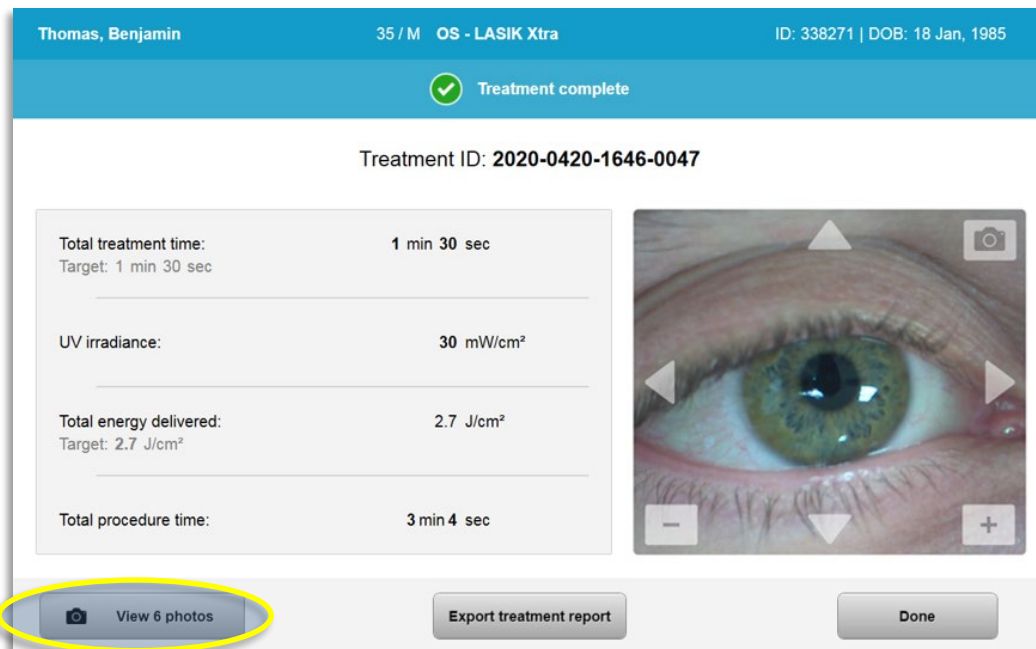 Thomas, Benjamin 35 / M OS - LASIK Xtra ID: 338271 | DOB: 18 Jan, 1985
Treatment complete
Treatment ID: 2020-0420-1646-0047
Total treatment time: 1 min 30 sec
Target: 1 min 30 sec
UV irradiance: 30 mW/cm²
Total energy delivered: 2.7 J/cm²
Target: 2.7 J/cm²
Total procedure time: 3 min 4 sec
− +
View 6 photos Export treatment report Done